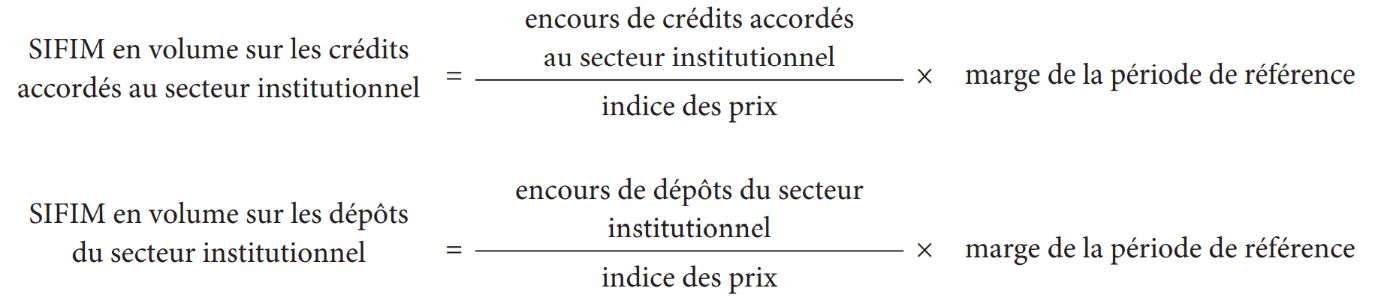 SIFIM en volume sur les crédits
accordés au secteur institutionnel
=
encours de crédits accordés
au secteur institutionnel
indice des prix
× marge de la période de référence
SIFIM en volume sur les dépôts
du secteur institutionnel
=
encours de dépôts du secteur
institutionnel
indice des prix
× marge de la période de référence